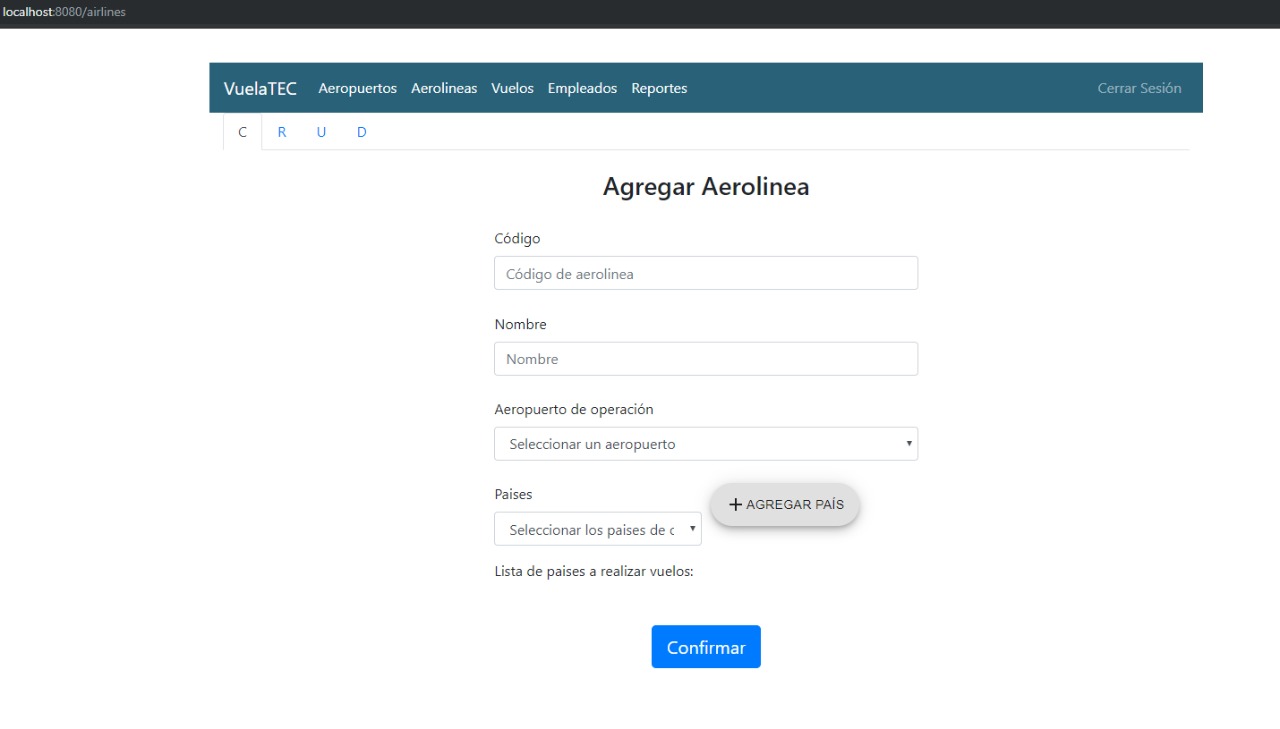 localhost:8080/airlines
VuelaTEC Aeropuertos Aerolineas Vuelos Empleados Reportes Cerrar Sesión
C R U D
Agregar Aerolinea
Código
Código de aerolinea
Nombre
Nombre
Aeropuerto de operación
Seleccionar un aeropuerto
Paises
+ AGREGAR PAÍS
Seleccionar los paises de
Lista de paises a realizar vuelos:
Confirmar